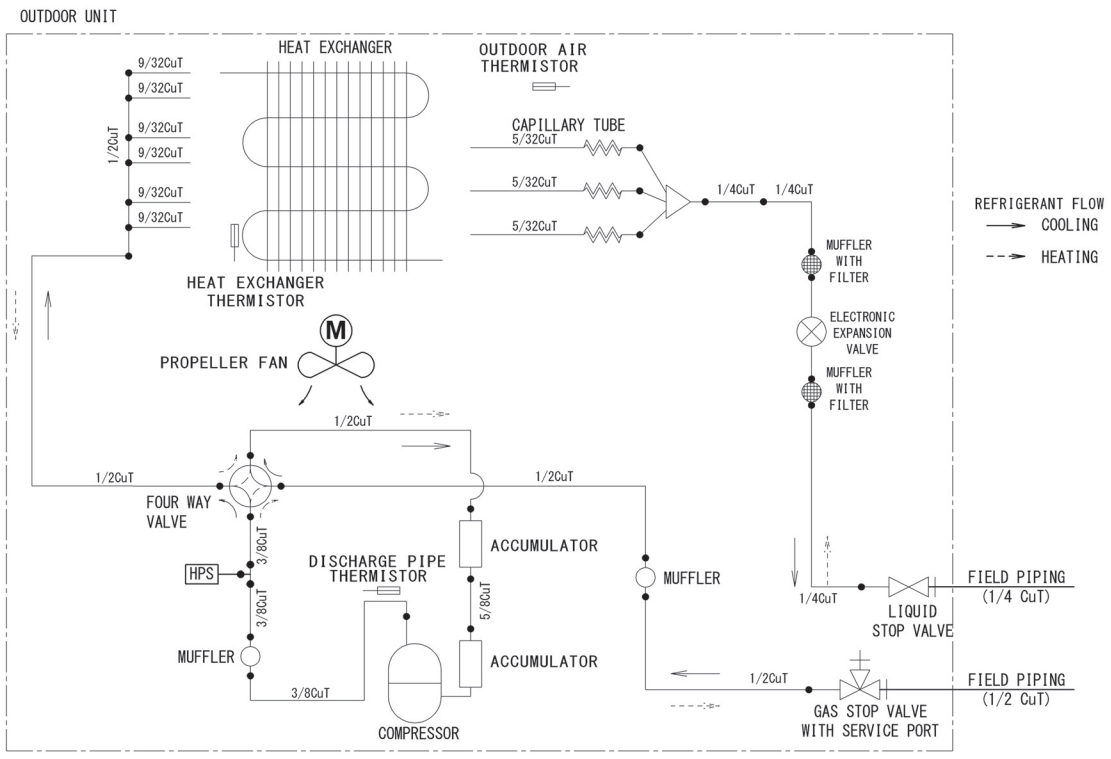 OUTDOOR UNIT
HEAT EXCHANGER
OUTDOOR AIR
THERMISTOR
9/32CuT
9/32CuT
9/32CuT
9/32CuT
9/32CuT
9/32CuT
1/2CuT
CAPILLARY TUBE
5/32CuT
5/32CuT
5/32CuT
1/4CuT
1/4CuT
REFRIGERANT FLOW
COOLING
HEATING
MUFFLER
WITH
FILTER
HEAT EXCHANGER
THERMISTOR
ELECTRONIC
EXPANSION
VALVE
M
PROPELLER FAN
MUFFLER
WITH
FILTER
1/2CuT
1/2CuT
1/2CuT
FOUR WAY
VALVE
3/8CuT
ACCUMULATOR
HPS
DISCHARGE PIPE
THERMISTOR
3/8CuT
5/8CuT
MUFFLER
1/4CuT
LIQUID
STOP VALVE
FIELD PIPING
(1/4 CuT)
MUFFLER
ACCUMULATOR
3/8CuT
COMPRESSOR
1/2CuT
GAS STOP VALVE
WITH SERVICE PORT
FIELD PIPING
(1/2 CuT)